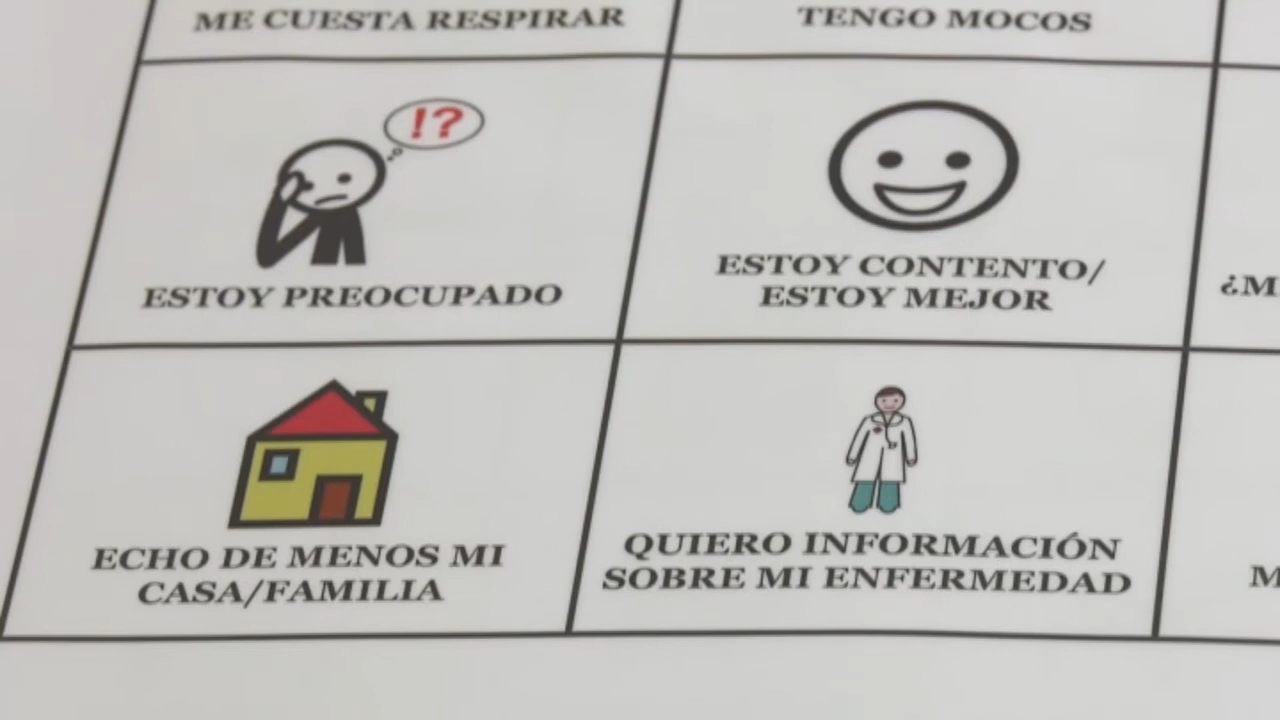 ME CUESTA RESPIRAR
TENGO MOCOS
!?
ESTOY PREOCUPADO
ESTOY CONTENTO/
ESTOY MEJOR
ECHO DE MENOS MI
CASA/FAMILIA
QUIERO INFORMACIÓN
SOBRE MI ENFERMEDAD